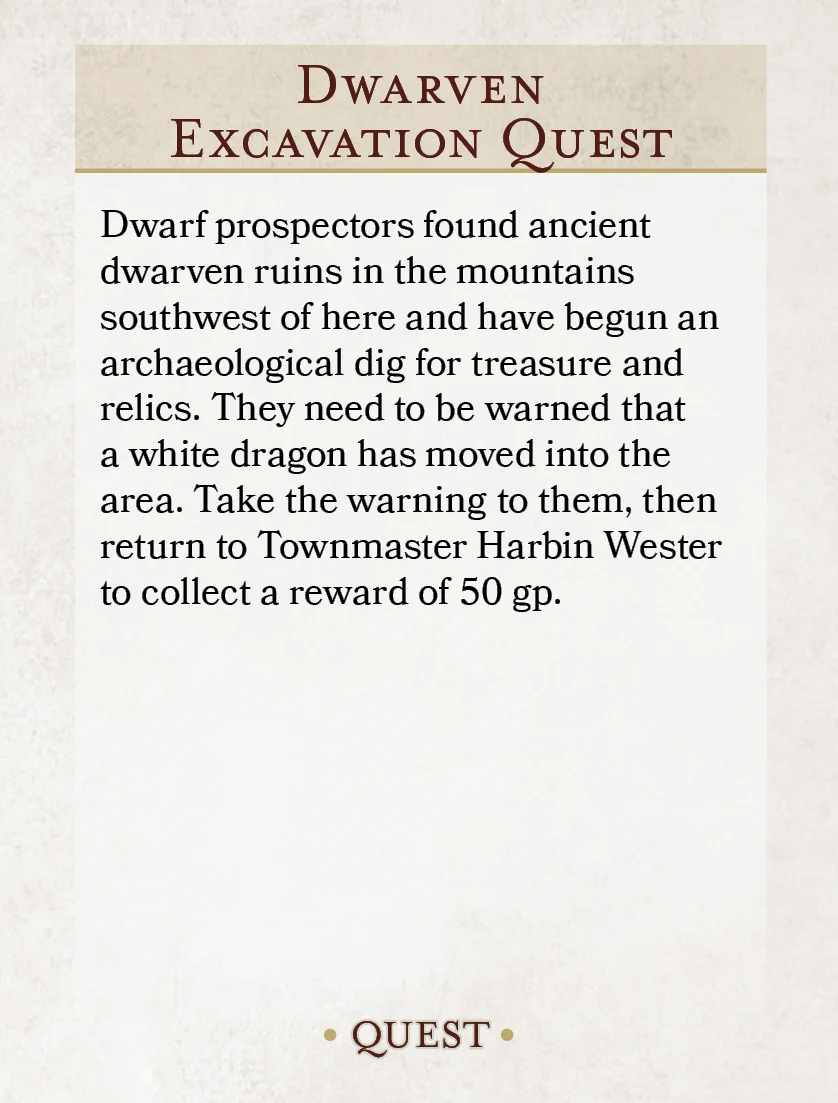 Dwarven
Excavation Quest
Dwarf prospectors found ancient
dwarven ruins in the mountains
southwest of here and have begun an
archaeological dig for treasure and
relics. They need to be warned that
a white dragon has moved into the
area. Take the warning to them, then
return to Townmaster Harbin Wester
to collect a reward of 50 gp.
• QUEST •